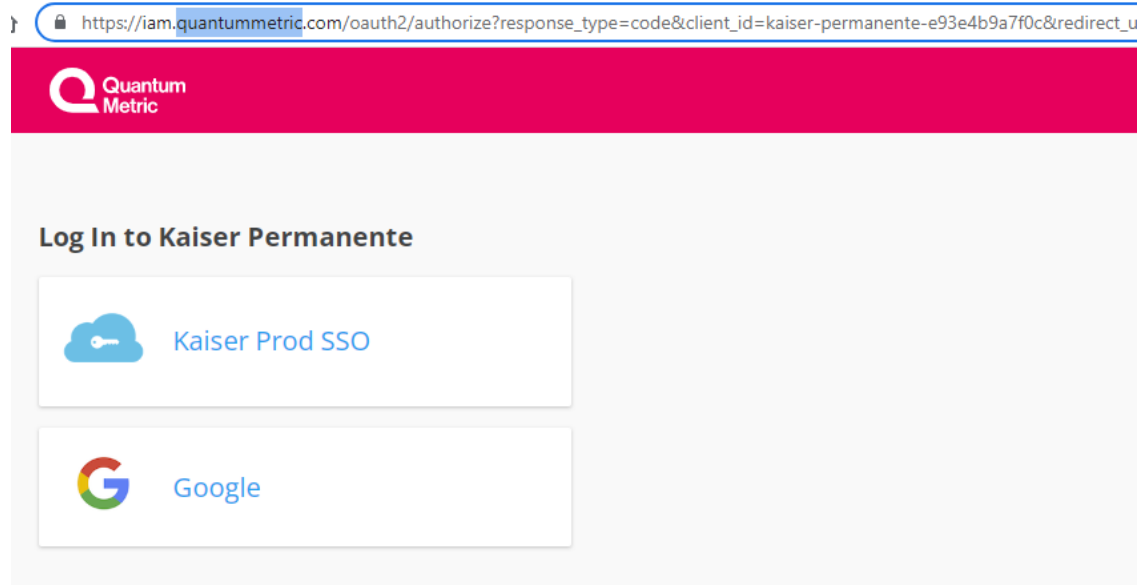 https://iam.quantummetric.com/oauth2/authorize?response_type=code&client_id=kaiser-permanente-e93e4b9a7f0c&redirect_u
Quantum
Metric
Log In to Kaiser Permanente
Kaiser Prod SSO
Google